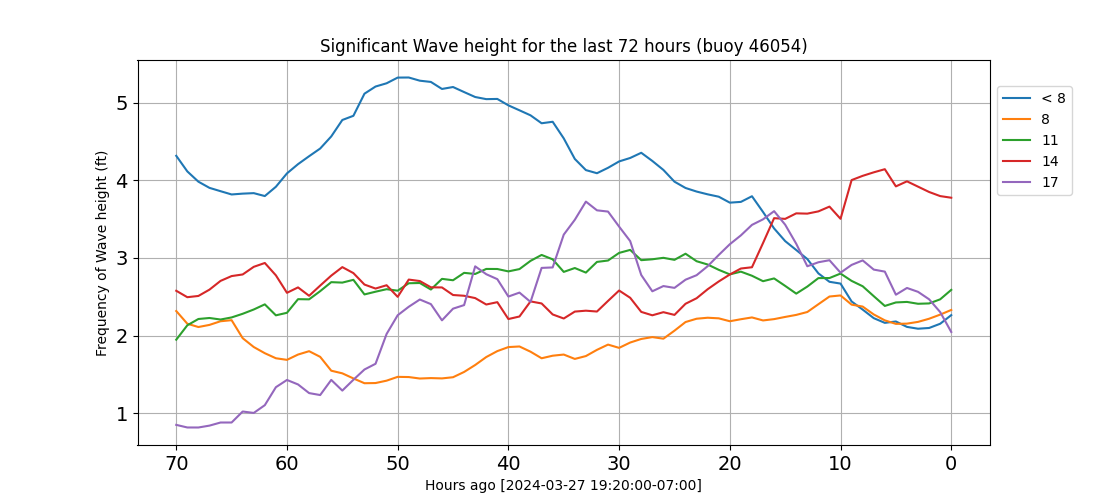 Significant Wave height for the last 72 hours (buoy 46054)
Frequency of Wave height (ft)
5
4
3
2
1
70 60 50 40 30 20 10 0
Hours ago [2024-03-27 19:20:00-07:00]
< 8
8
11
14
17